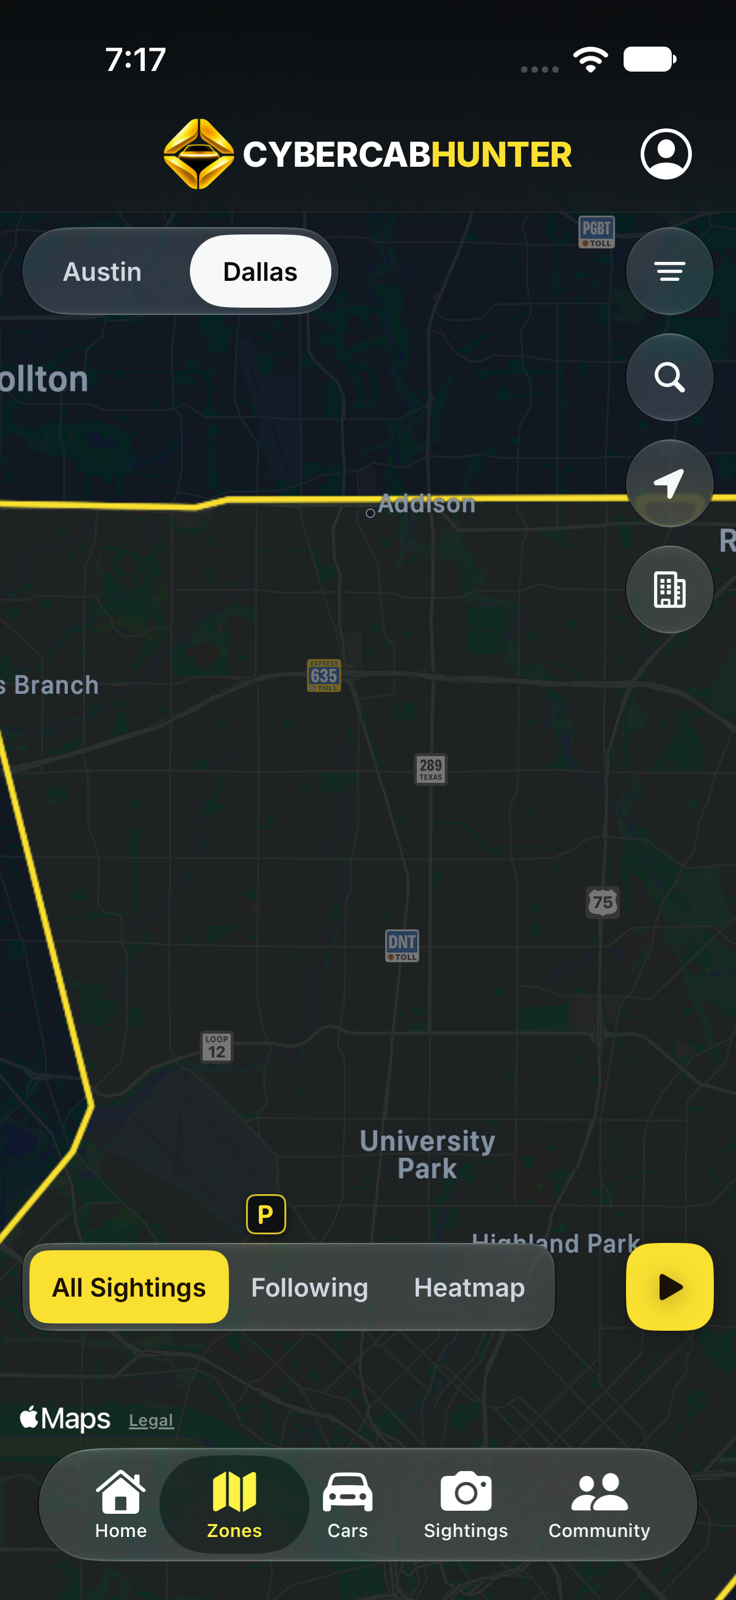 7:17
CYBERCABHUNTER
PGBT
TOLL
Austin
Dallas
ollton
Addison
R
EXPRESS
635
TOLL
s Branch
289
TEXAS
75
DNT
TOLL
LOOP
12
University
Park
P
Highland Park
All Sightings
Following
Heatmap
Maps
Legal
Home
Zones
Cars
Sightings
Community